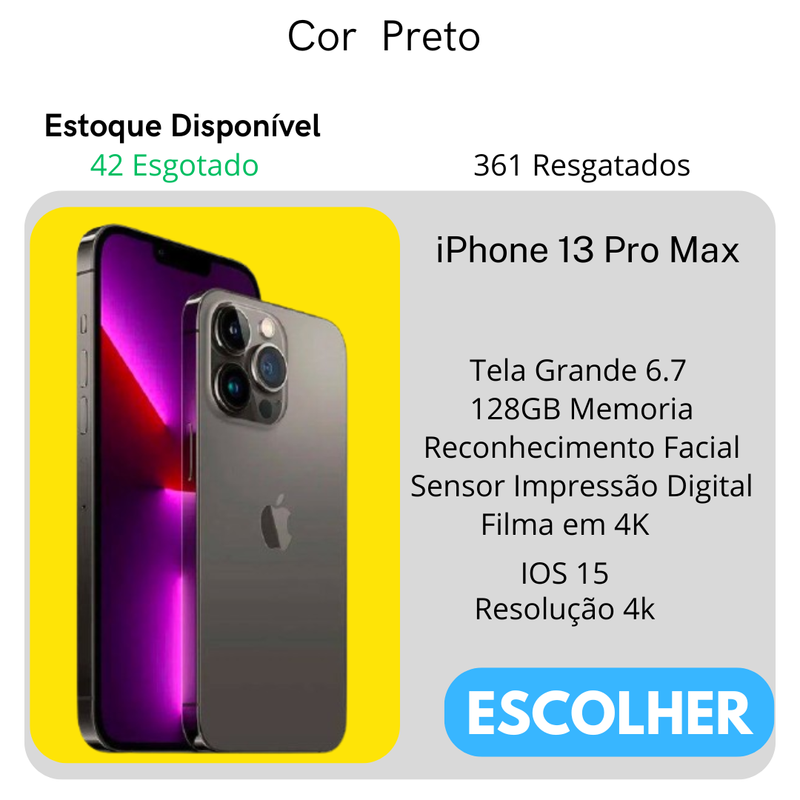 Cor Preto
Estoque Disponível
42 Esgotado
361 Resgatados
iPhone 13 Pro Max
Tela Grande 6.7
128GB Memoria
Reconhecimento Facial
Sensor Impressão Digital
Filma em 4K
IOS 15
Resolução 4k
ESCOLHER